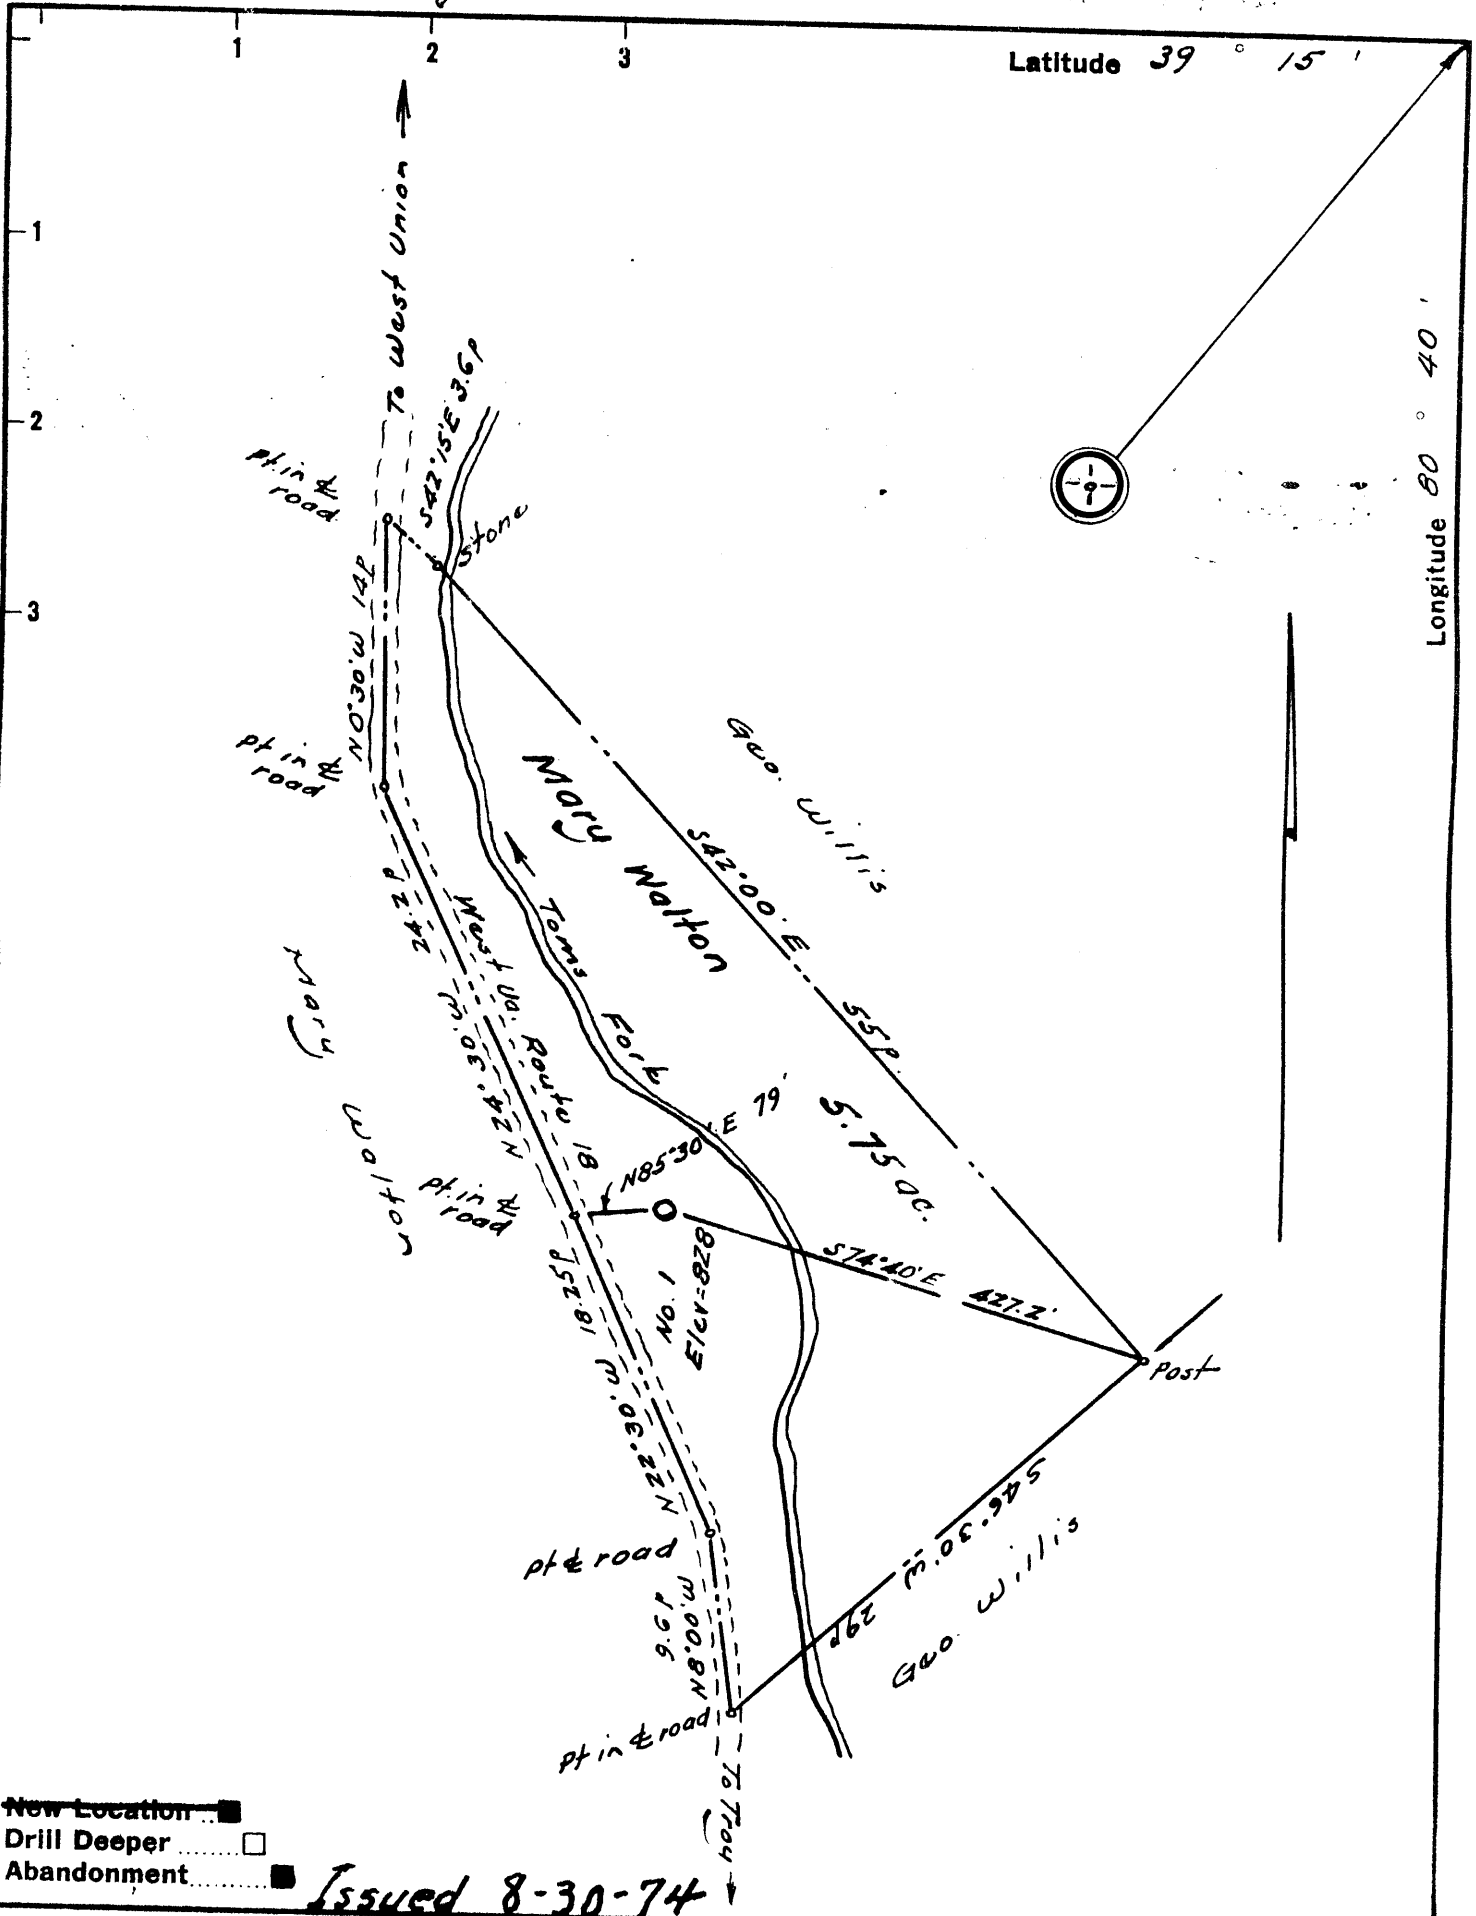 1
2
3
Latitude 39 ° 15 '
1
2
3
Longitude 80 ° 40 '
To West Union
S42°15'E 3.6P
pt. in ℄
road
Stone
N0°30'W 14P
pt in ℄
road
Geo. Willis
Mary Walton
S42°00'E
55P.
24.2P
N24°30'W
West Un. Route 18
Toms Fork
Mary Walton
5.75 ac.
N85°30'E 79'
pt. in ℄
road
No. 1
Elev=828
S74°40'E 427.2'
Post
18.25P
N22°30'W
S46°30'W
29P
Geo. Willis
pt ℄ road
9.6P
N8°00'W
pt in ℄ road
To Troy
New Location
Drill Deeper
Abandonment
Issued 8-30-74